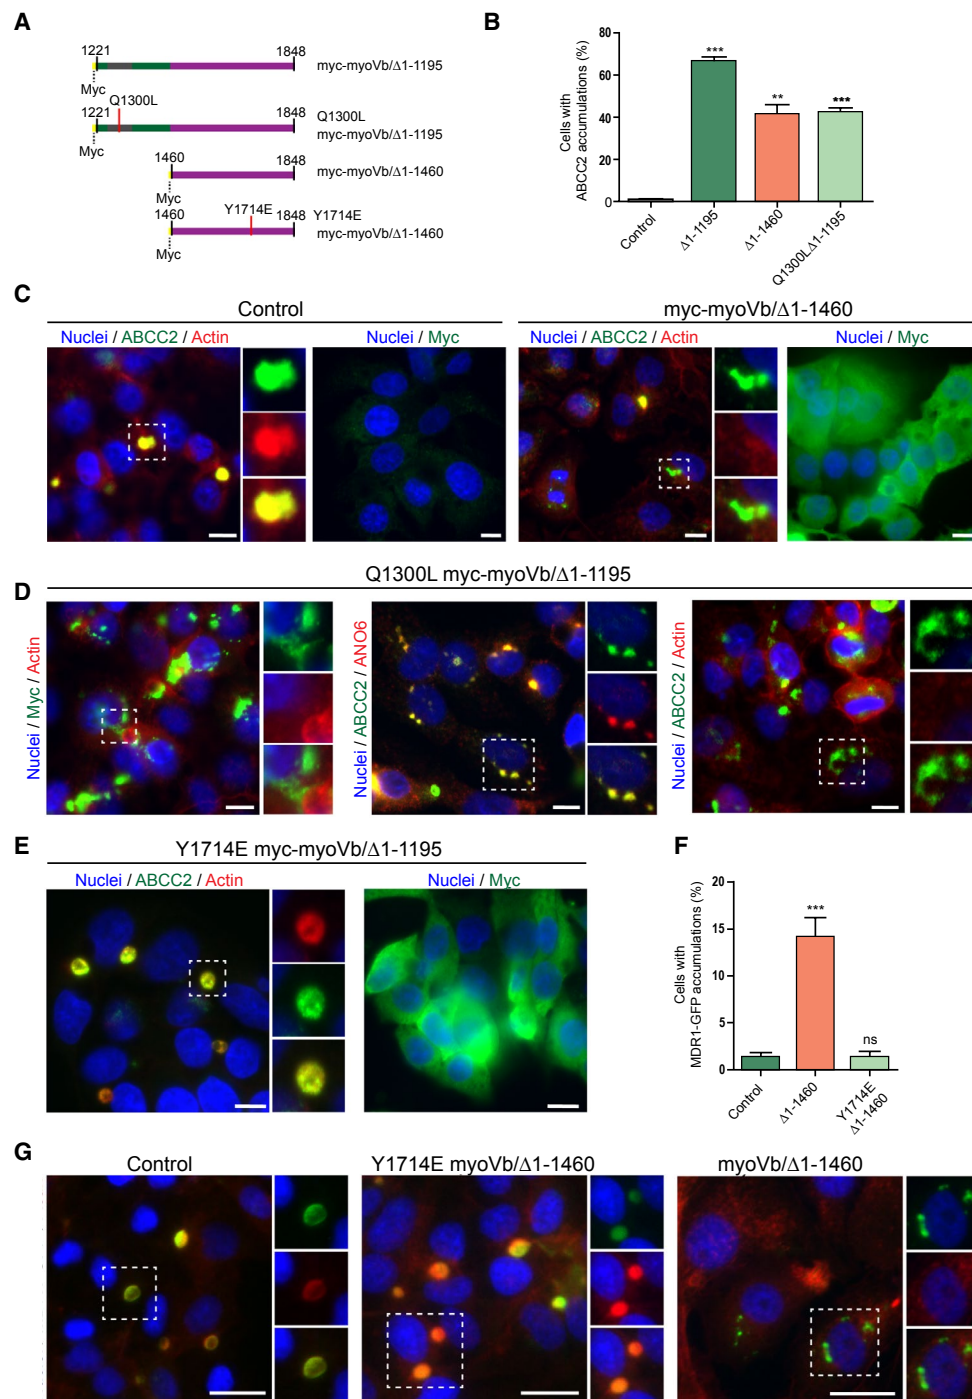 A
1221
1848
myc-myoVb/Δ1-1195
Myc
Q1300L
1221
1848
Q1300L
myc-myoVb/Δ1-1195
Myc
1460
1848
myc-myoVb/Δ1-1460
Myc
1460
Y1714E
1848
Y1714E
myc-myoVb/Δ1-1460
Myc
B
Cells with
ABCC2 accumulations (%)
80
60
40
20
0
***
**
***
Control
Δ1-1195
Δ1-1460
Q1300LΔ1-1195
C
Control
myc-myoVb/Δ1-1460
Nuclei / ABCC2 / Actin
Nuclei / Myc
Nuclei / ABCC2 / Actin
Nuclei / Myc
D
Q1300L myc-myoVb/Δ1-1195
Nuclei / Myc / Actin
Nuclei / ABCC2 / ANO6
Nuclei / ABCC2 / Actin
E
Y1714E myc-myoVb/Δ1-1195
Nuclei / ABCC2 / Actin
Nuclei / Myc
F
Cells with
MDR1-GFP accumulations (%)
20
15
10
5
0
***
ns
Control
Δ1-1460
Y1714E
Δ1-1460
G
Control
Y1714E myoVb/Δ1-1460
myoVb/Δ1-1460